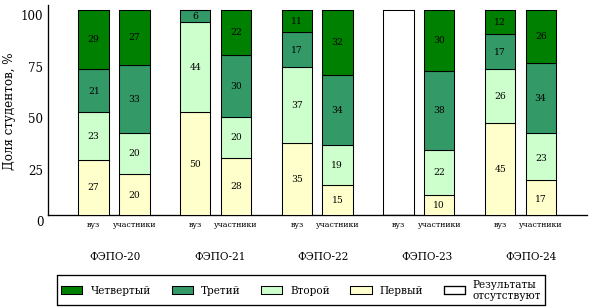 Доля студентов, %
100
75
50
25
0
29 27 6 22 11 32 30 12 26
21 33 44 30 17 34 38 17 34
23 20 50 20 37 19 22 26 23
27 20 28 35 15 10 45 17
вуз участники вуз участники вуз участники вуз участники вуз участники
ФЭПО-20 ФЭПО-21 ФЭПО-22 ФЭПО-23 ФЭПО-24
Четвертый Третий Второй Первый Результаты
отсутствуют